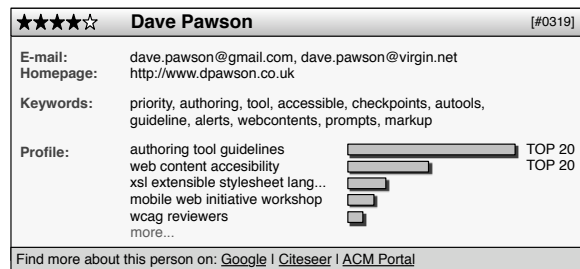 ★★★★☆ Dave Pawson [#0319]
E-mail: dave.pawson@gmail.com, dave.pawson@virgin.net
Homepage: http://www.dpawson.co.uk
Keywords: priority, authoring, tool, accessible, checkpoints, autools,
guideline, alerts, webcontents, prompts, markup
Profile: authoring tool guidelines TOP 20
web content accesibility TOP 20
xsl extensible stylesheet lang...
mobile web initiative workshop
wcag reviewers
more...
Find more about this person on: Google | Citeseer | ACM Portal